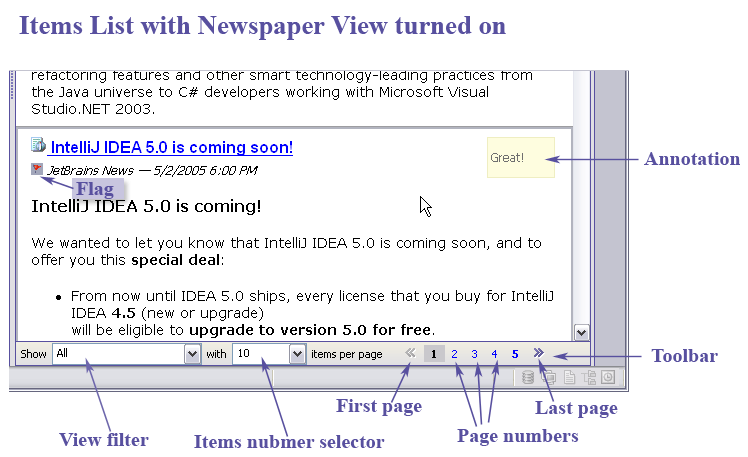 Items List with Newspaper View turned on
refactoring features and other smart technology-leading practices from
the Java universe to C# developers working with Microsoft Visual
Studio.NET 2003.
IntelliJ IDEA 5.0 is coming soon!
Great!
Annotation
JetBrains News — 5/2/2005 6:00 PM
Flag
IntelliJ IDEA 5.0 is coming!
We wanted to let you know that IntelliJ IDEA 5.0 is coming soon, and to
offer you this special deal:
• From now until IDEA 5.0 ships, every license that you buy for IntelliJ
IDEA 4.5 (new or upgrade)
will be eligible to upgrade to version 5.0 for free.
Show All with 10 items per page « 1 2 3 4 5 »
Toolbar
First page
Last page
View filter
Items nubmer selector
Page numbers